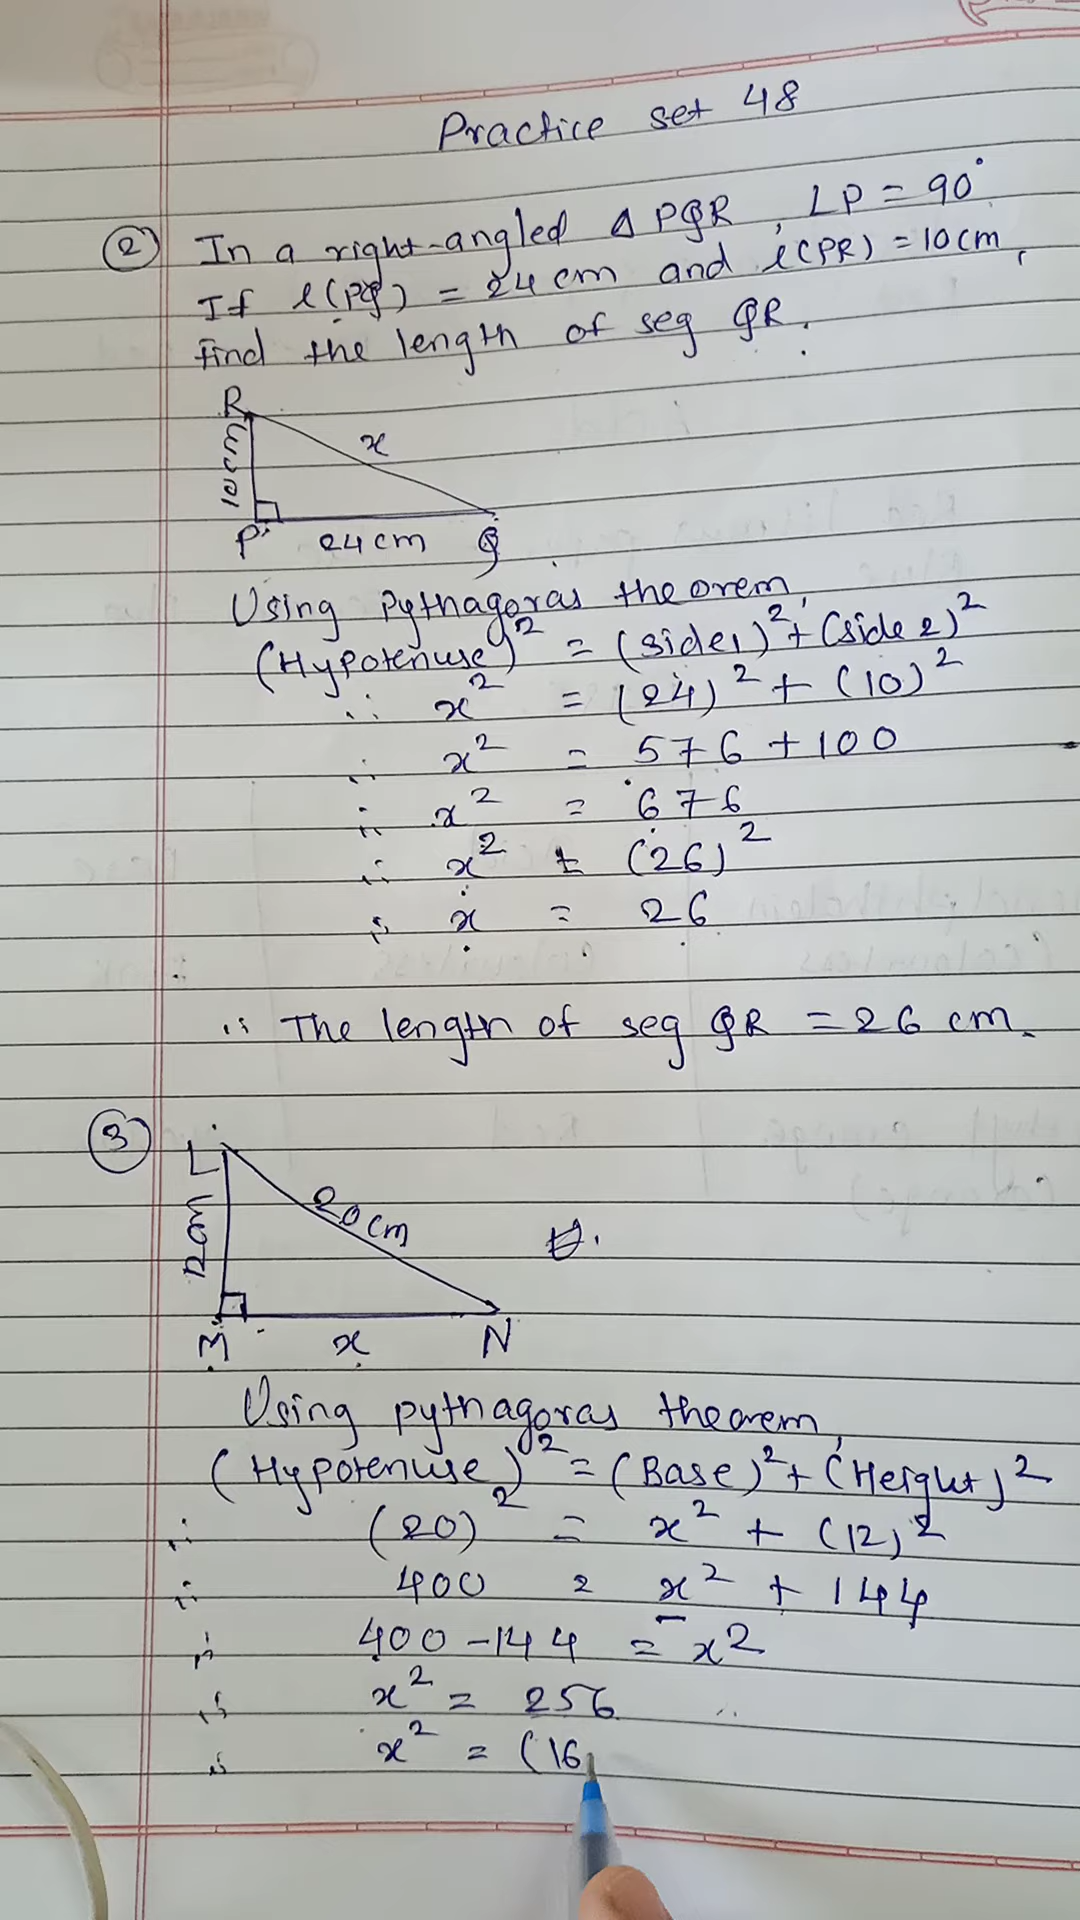 Practice set 48
② In a right-angled △ PQR, ∠P = 90°.
If l(PQ) = 24 cm and l(PR) = 10 cm,
find the length of seg QR.
R
10cm
x
P 24cm Q
Using pythagoras theorem,
(Hypotenuse)² = (side1)² + (side 2)²
∴ x² = (24)² + (10)²
∴ x² = 576 + 100
∴ x² = 676
∴ x² = (26)²
∴ x = 26
∴ The length of seg QR = 26 cm.
③
L
12cm
20cm
M x N
Using pythagoras theorem,
(Hypotenuse)² = (Base)² + (Height)²
∴ (20)² = x² + (12)²
∴ 400 = x² + 144
∴ 400 - 144 = x²
∴ x² = 256
∴ x² = (16